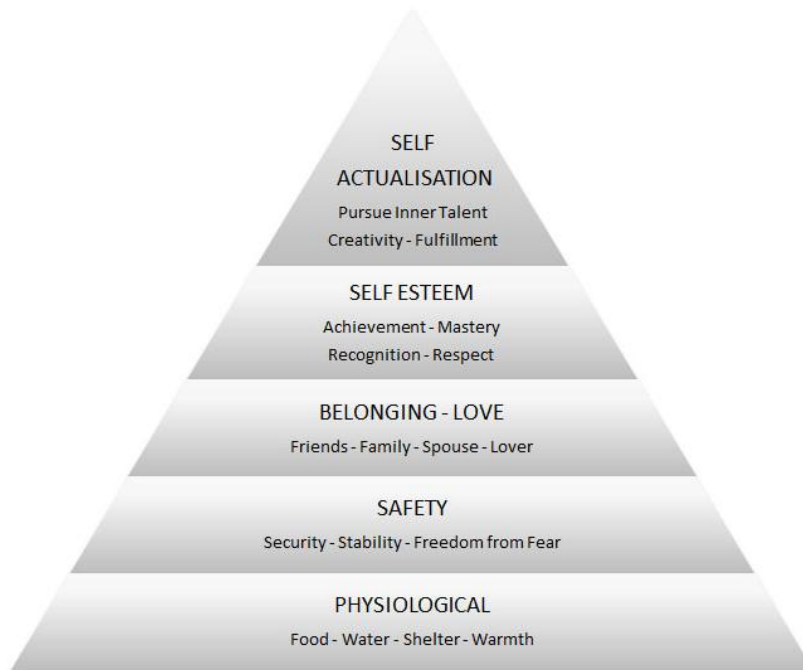 SELF
ACTUALISATION
Pursue Inner Talent
Creativity - Fulfillment
SELF ESTEEM
Achievement - Mastery
Recognition - Respect
BELONGING - LOVE
Friends - Family - Spouse - Lover
SAFETY
Security - Stability - Freedom from Fear
PHYSIOLOGICAL
Food - Water - Shelter - Warmth